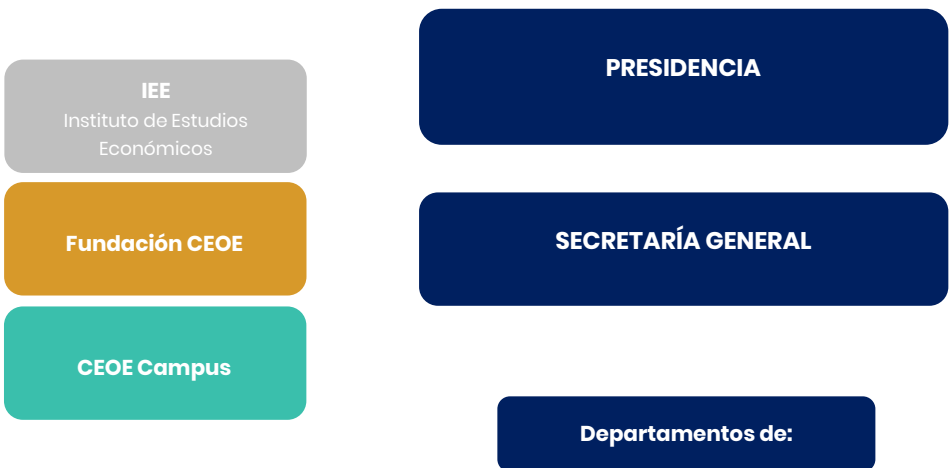 PRESIDENCIA
IEE
Instituto de Estudios
Económicos
Fundación CEOE
SECRETARÍA GENERAL
CEOE Campus
Departamentos de: